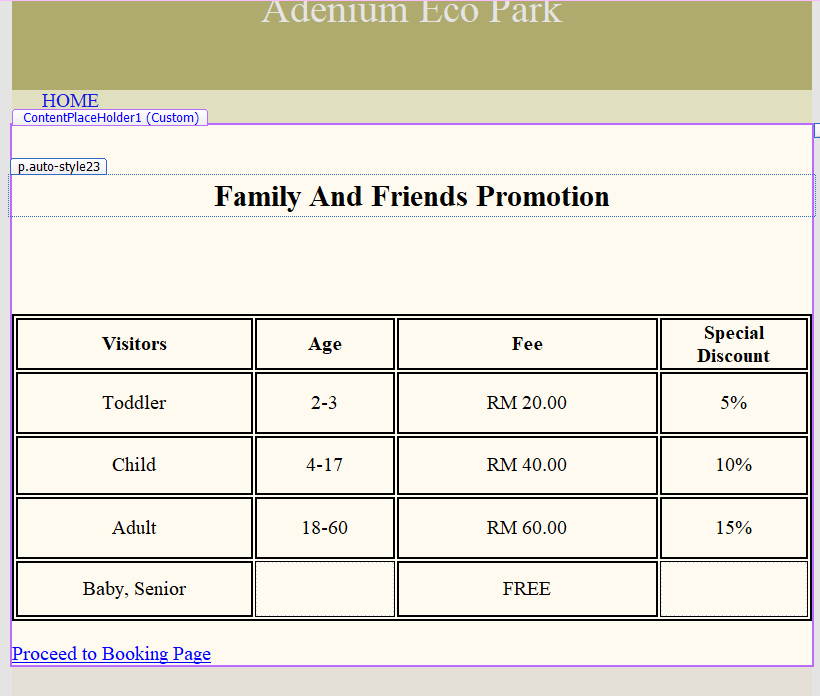 Adenium Eco Park
HOME
ContentPlaceHolder1 (Custom)
p.auto-style23
Family And Friends Promotion
Visitors Age Fee Special Discount
Toddler 2-3 RM 20.00 5%
Child 4-17 RM 40.00 10%
Adult 18-60 RM 60.00 15%
Baby, Senior FREE
Proceed to Booking Page